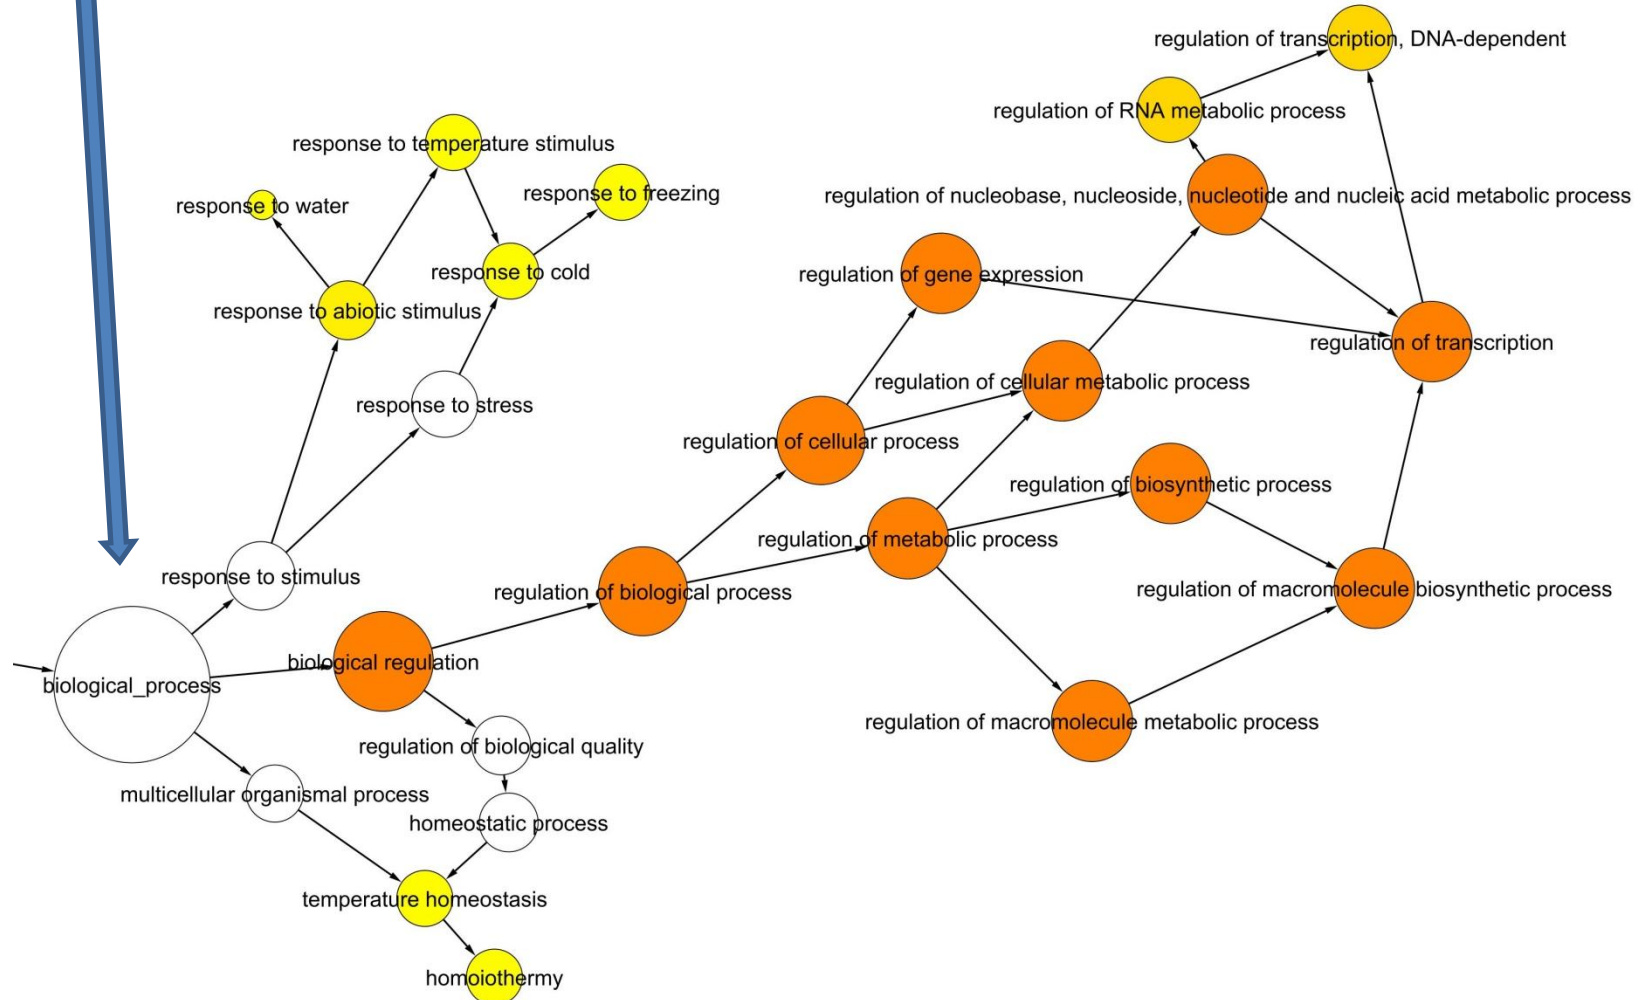 regulation of transcription, DNA-dependent
regulation of RNA metabolic process
response to temperature stimulus
response to freezing
regulation of nucleobase, nucleoside, nucleotide and nucleic acid metabolic process
response to water
response to cold
regulation of gene expression
response to abiotic stimulus
regulation of transcription
regulation of cellular metabolic process
response to stress
regulation of cellular process
regulation of biosynthetic process
regulation of metabolic process
response to stimulus
regulation of biological process
regulation of macromolecule biosynthetic process
biological regulation
biological_process
regulation of macromolecule metabolic process
regulation of biological quality
multicellular organismal process
homeostatic process
temperature homeostasis
homoiothermy